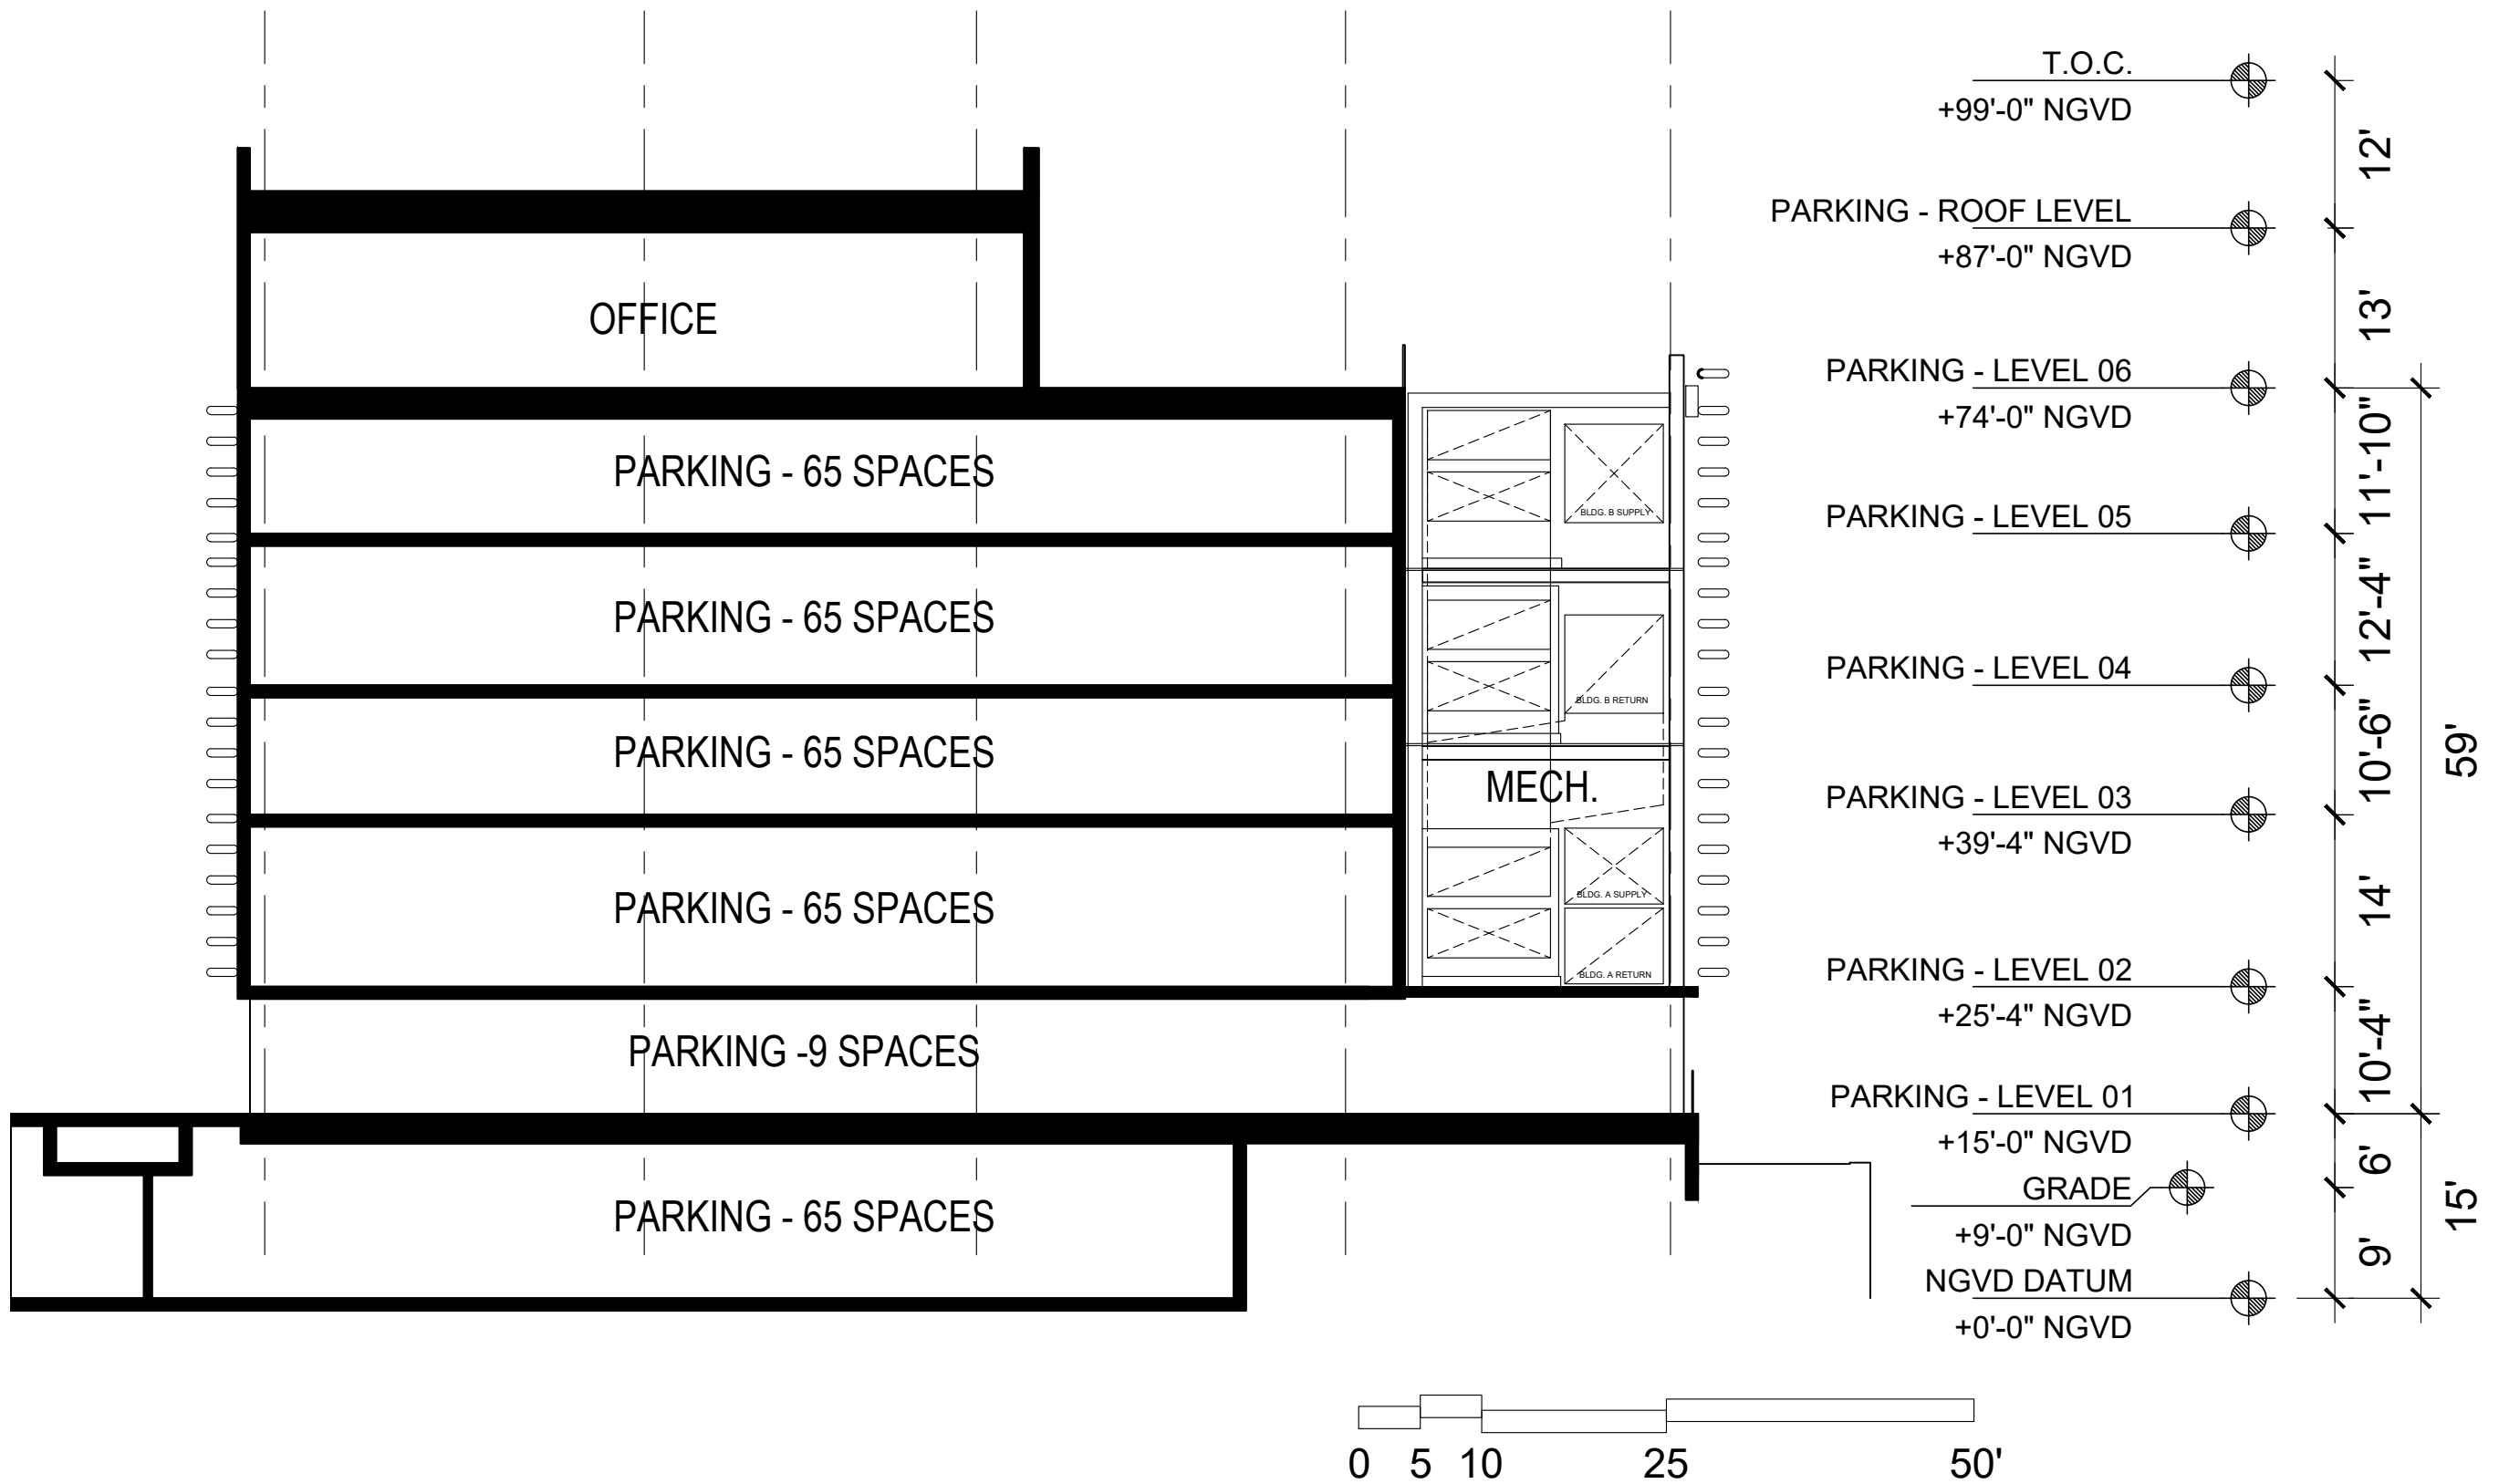 T.O.C.
+99'-0" NGVD
12'
PARKING - ROOF LEVEL
+87'-0" NGVD
OFFICE
13'
PARKING - LEVEL 06
+74'-0" NGVD
PARKING - 65 SPACES
BLDG. B SUPPLY
11'-10"
PARKING - LEVEL 05
PARKING - 65 SPACES
12'-4"
BLDG. B RETURN
PARKING - LEVEL 04
PARKING - 65 SPACES
10'-6"
59'
MECH.
PARKING - LEVEL 03
+39'-4" NGVD
PARKING - 65 SPACES
BLDG. A SUPPLY
14'
BLDG. A RETURN
PARKING - LEVEL 02
+25'-4" NGVD
PARKING -9 SPACES
10'-4"
PARKING - LEVEL 01
+15'-0" NGVD
6'
PARKING - 65 SPACES
GRADE
+9'-0" NGVD
15'
9'
NGVD DATUM
+0'-0" NGVD
0 5 10 25 50'